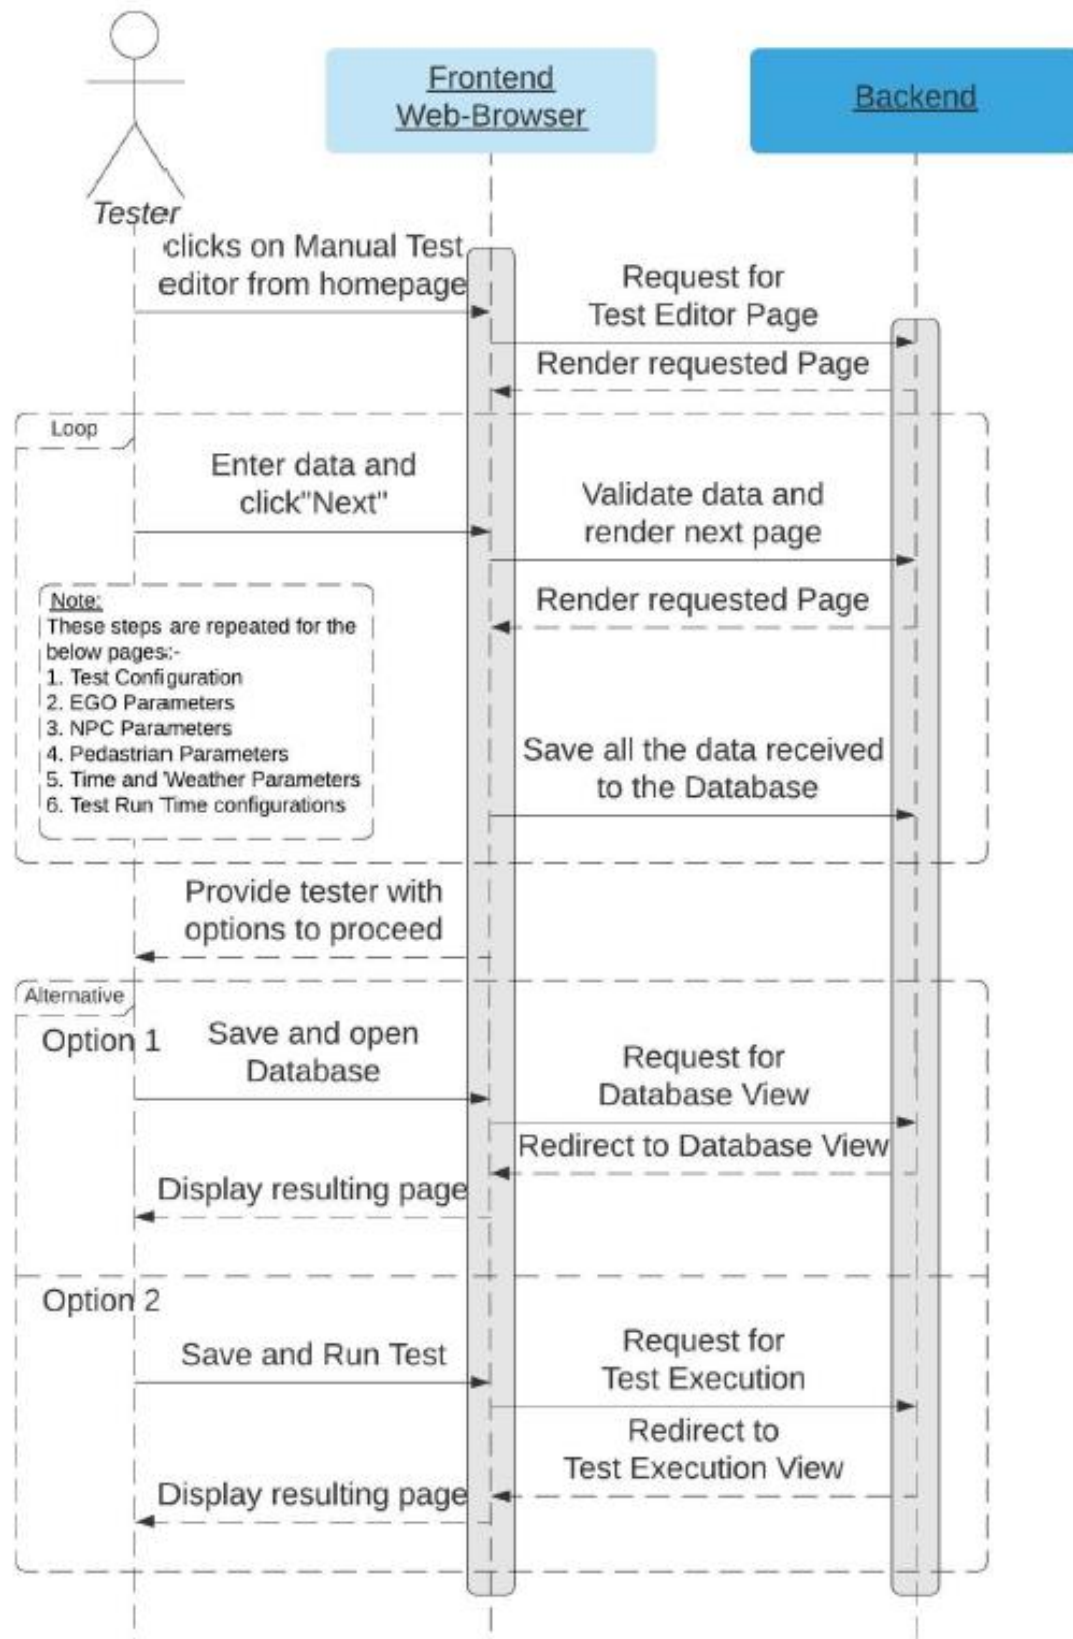 Frontend
Web-Browser
Backend
Tester
clicks on Manual Test
editor from homepage
Request for
Test Editor Page
Render requested Page
Loop
Enter data and
click"Next"
Validate data and
render next page
Render requested Page
Note:
These steps are repeated for the
below pages:-
1. Test Configuration
2. EGO Parameters
3. NPC Parameters
4. Pedastrian Parameters
5. Time and Weather Parameters
6. Test Run Time configurations
Save all the data received
to the Database
Provide tester with
options to proceed
Alternative
Option 1
Save and open
Database
Request for
Database View
Redirect to Database View
Display resulting page
Option 2
Save and Run Test
Request for
Test Execution
Redirect to
Test Execution View
Display resulting page